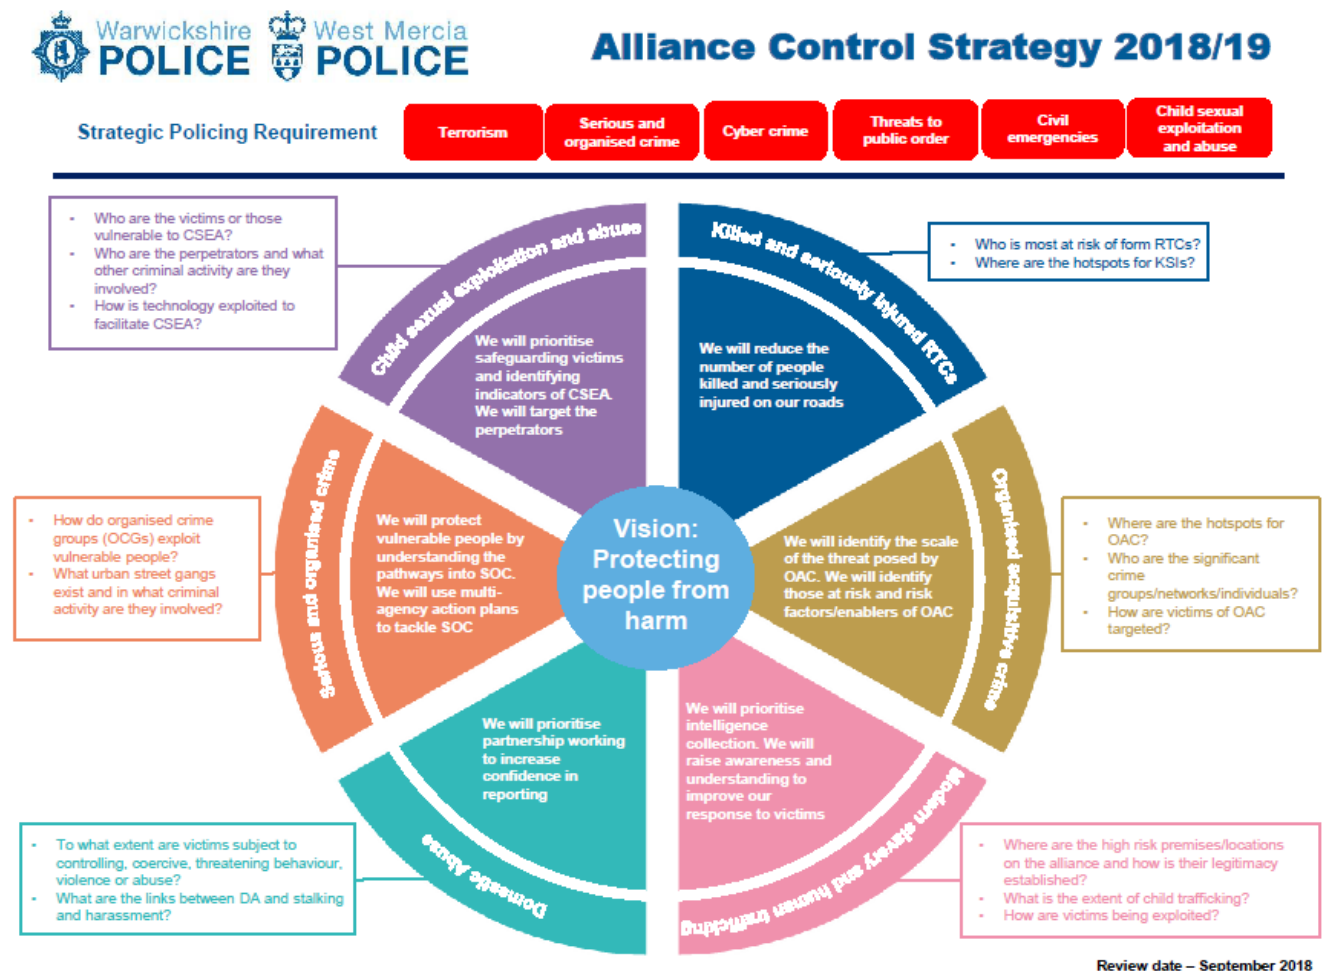 Warwickshire
POLICE
West Mercia
POLICE
Alliance Control Strategy 2018/19
Strategic Policing Requirement
Terrorism
Serious and
organised crime
Cyber crime
Threats to
public order
Civil
emergencies
Child sexual
exploitation
and abuse
• Who are the victims or those
vulnerable to CSEA?
• Who are the perpetrators and what
other criminal activity are they
involved?
• How is technology exploited to
facilitate CSEA?
Child sexual exploitation and abuse
We will prioritise
safeguarding victims
and identifying
indicators of CSEA.
We will target the
perpetrators
Killed and seriously injured RTCs
We will reduce the
number of people
killed and seriously
injured on our roads
• Who is most at risk of form RTCs?
• Where are the hotspots for KSIs?
• How do organised crime
groups (OCGs) exploit
vulnerable people?
• What urban street gangs
exist and in what criminal
activity are they involved?
Serious and organised crime
We will protect
vulnerable people by
understanding the
pathways into SOC.
We will use multi-
agency action plans
to tackle SOC
Vision:
Protecting
people from
harm
We will identify the scale
of the threat posed by
OAC. We will identify
those at risk and risk
factors/enablers of OAC
Organised acquisitive crime
• Where are the hotspots for
OAC?
• Who are the significant
crime
groups/networks/individuals?
• How are victims of OAC
targeted?
We will prioritise
partnership working
to increase
confidence in
reporting
Domestic Abuse
• To what extent are victims subject to
controlling, coercive, threatening behaviour,
violence or abuse?
• What are the links between DA and stalking
and harassment?
We will prioritise
intelligence
collection. We will
raise awareness and
understanding to
improve our
response to victims
Modern slavery and human trafficking
• Where are the high risk premises/locations
on the alliance and how is their legitimacy
established?
• What is the extent of child trafficking?
• How are victims being exploited?
Review date – September 2018